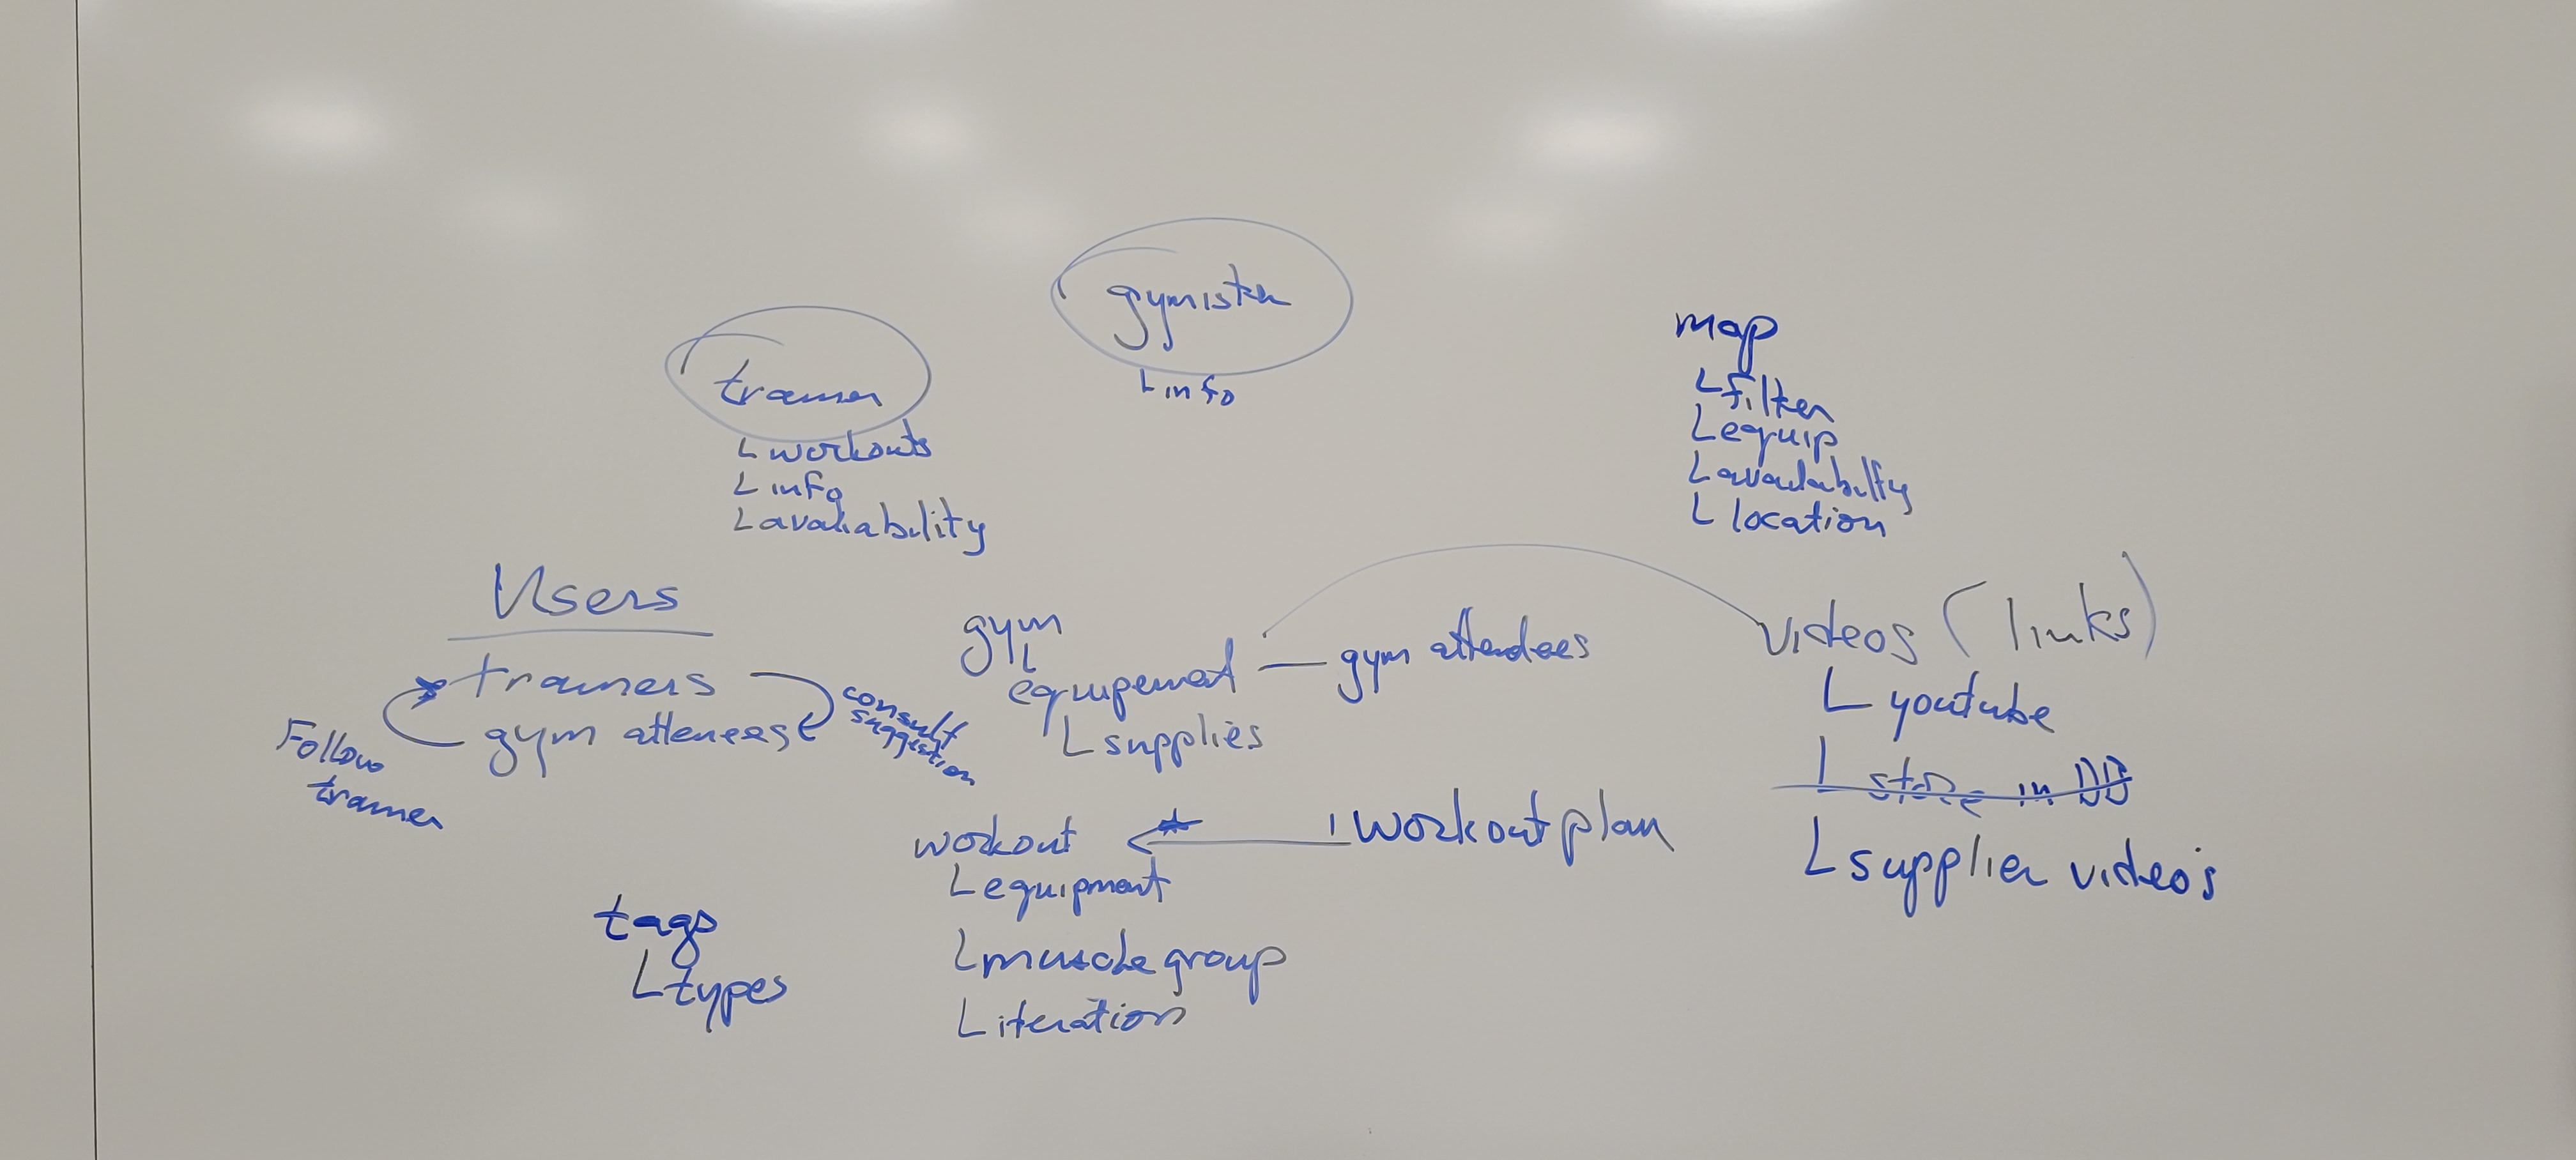 gymister
L info
trainer
L workouts
L info
L avaliability
map
L filter
L equip
L availability
L location
Users
trainers
gym attenees
Follow
trainer
consult
suggestion
gym
L
equipement — gym attendees
L supplies
videos (links)
L youtube
L store in DB
L supplier video's
workout * 1 workout plan
L equipment
L muscle group
L iteration
tags
L types